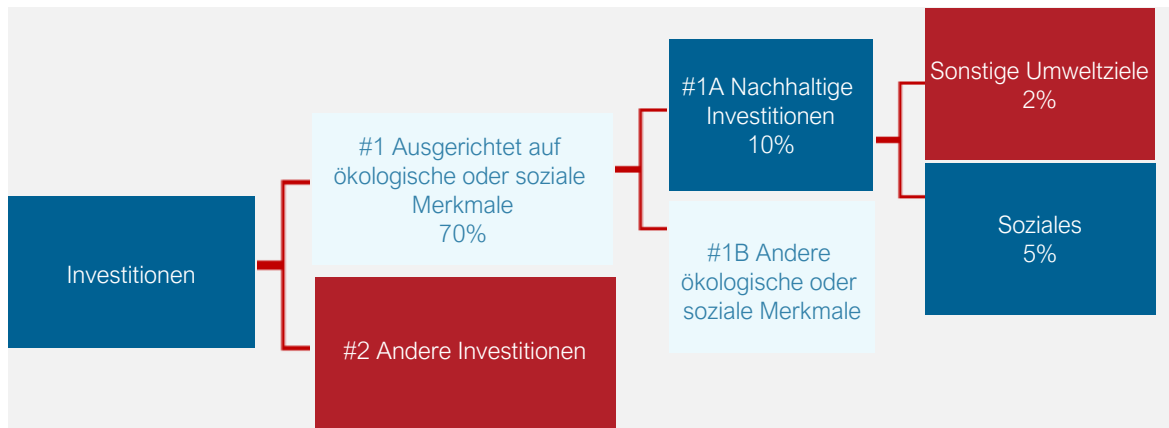 Investitionen
#1 Ausgerichtet auf
ökologische oder soziale
Merkmale
70%
#2 Andere Investitionen
#1A Nachhaltige
Investitionen
10%
#1B Andere
ökologische oder
soziale Merkmale
Sonstige Umweltziele
2%
Soziales
5%